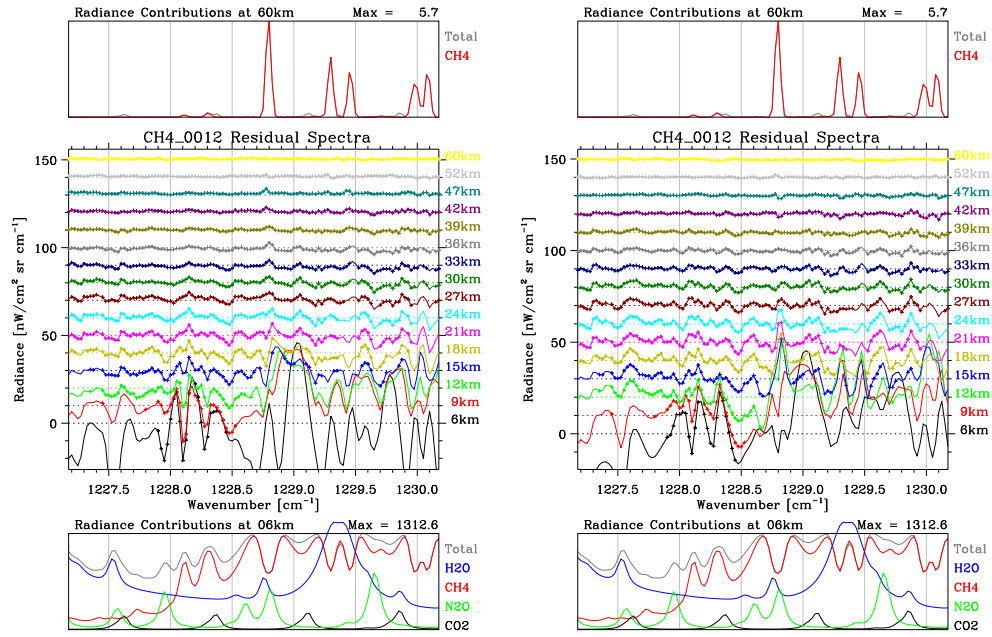 Radiance Contributions at 60km Max = 5.7
Total
CH4
CH4_0012 Residual Spectra
Radiance [nW/cm² sr cm⁻¹]
150
100
50
0
60km
52km
47km
42km
39km
36km
33km
30km
27km
24km
21km
18km
15km
12km
9km
6km
1227.5 1228.0 1228.5 1229.0 1229.5 1230.0
Wavenumber [cm⁻¹]
Radiance Contributions at 06km Max = 1312.6
Total
H2O
CH4
N2O
CO2
Radiance Contributions at 60km Max = 5.7
Total
CH4
CH4_0012 Residual Spectra
Radiance [nW/cm² sr cm⁻¹]
150
100
50
0
60km
52km
47km
42km
39km
36km
33km
30km
27km
24km
21km
18km
15km
12km
9km
6km
1227.5 1228.0 1228.5 1229.0 1229.5 1230.0
Wavenumber [cm⁻¹]
Radiance Contributions at 06km Max = 1312.6
Total
H2O
CH4
N2O
CO2